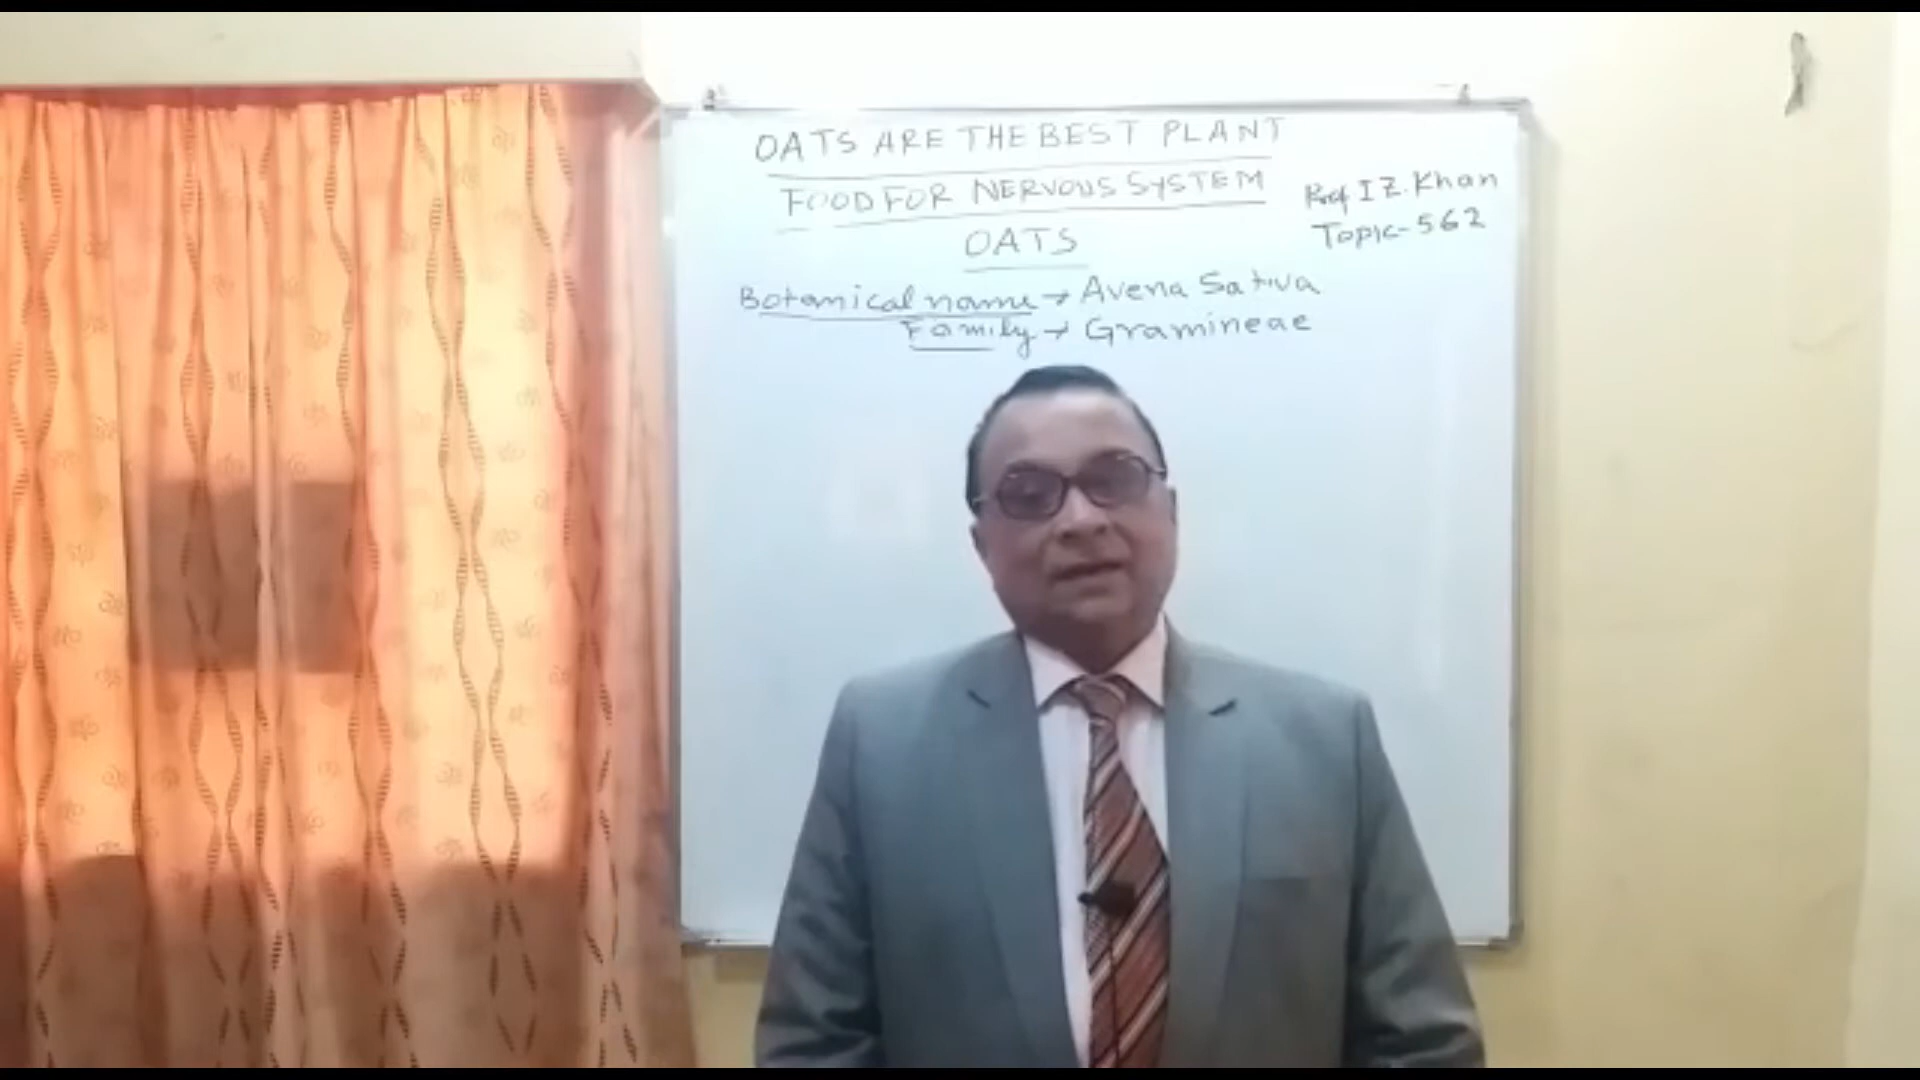 OATS ARE THE BEST PLANT
FOOD FOR NERVOUS SYSTEM
Prof I Z. Khan
Topic-562
OATS
Botanical name → Avena Sativa
Family → Gramineae